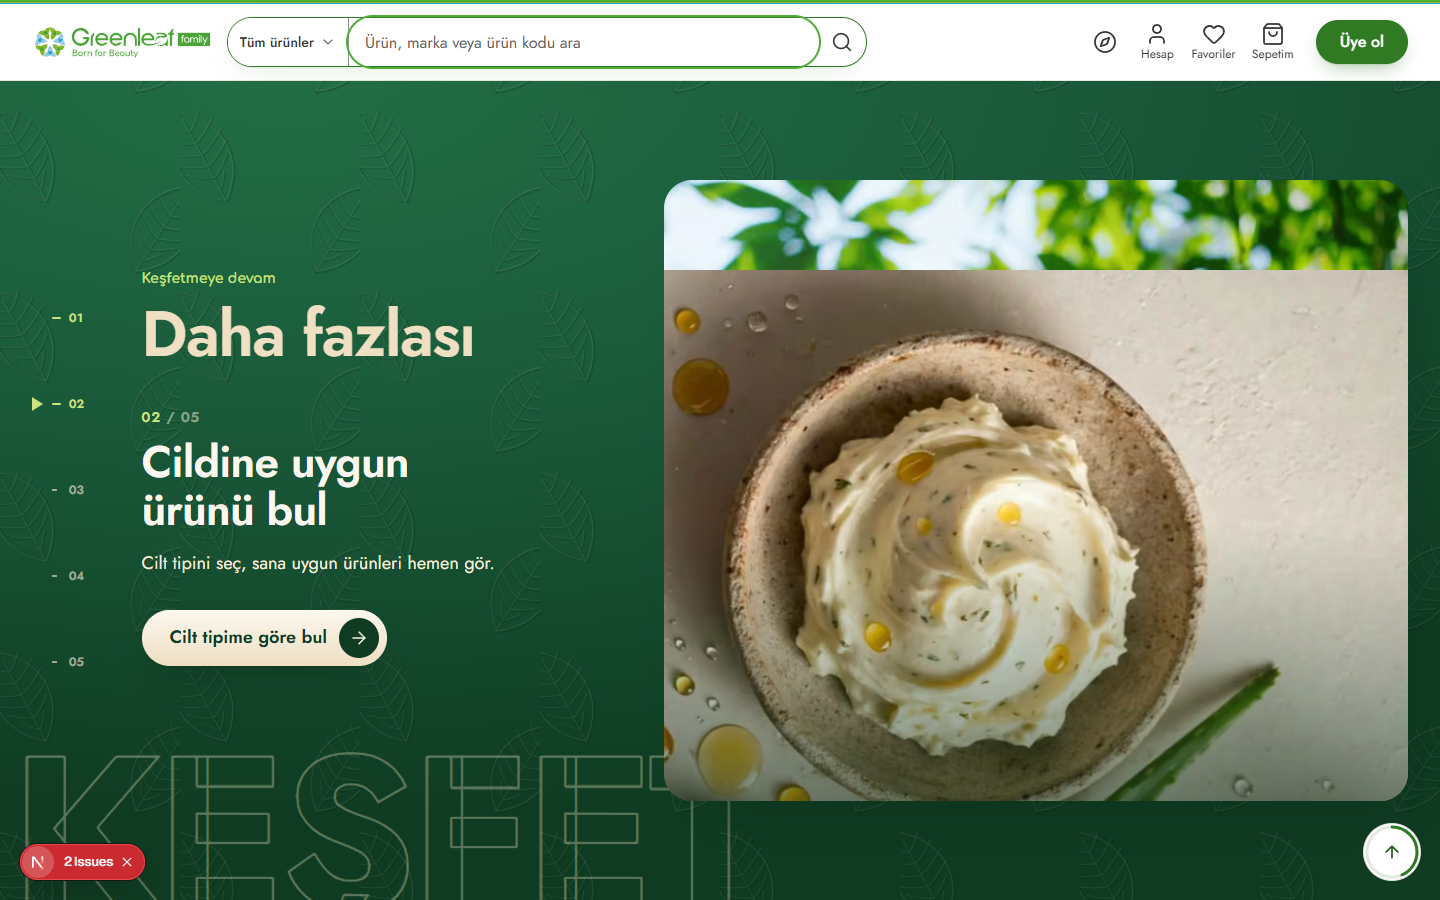 Greenleaf family
Born for Beauty
Tüm ürünler
Ürün, marka veya ürün kodu ara
Hesap
Favoriler
Sepetim
Üye ol
Keşfetmeye devam
Daha fazlası
01
02
03
04
05
02 / 05
Cildine uygun
ürünü bul
Cilt tipini seç, sana uygun ürünleri hemen gör.
Cilt tipime göre bul
KEŞFET
N 2 Issues